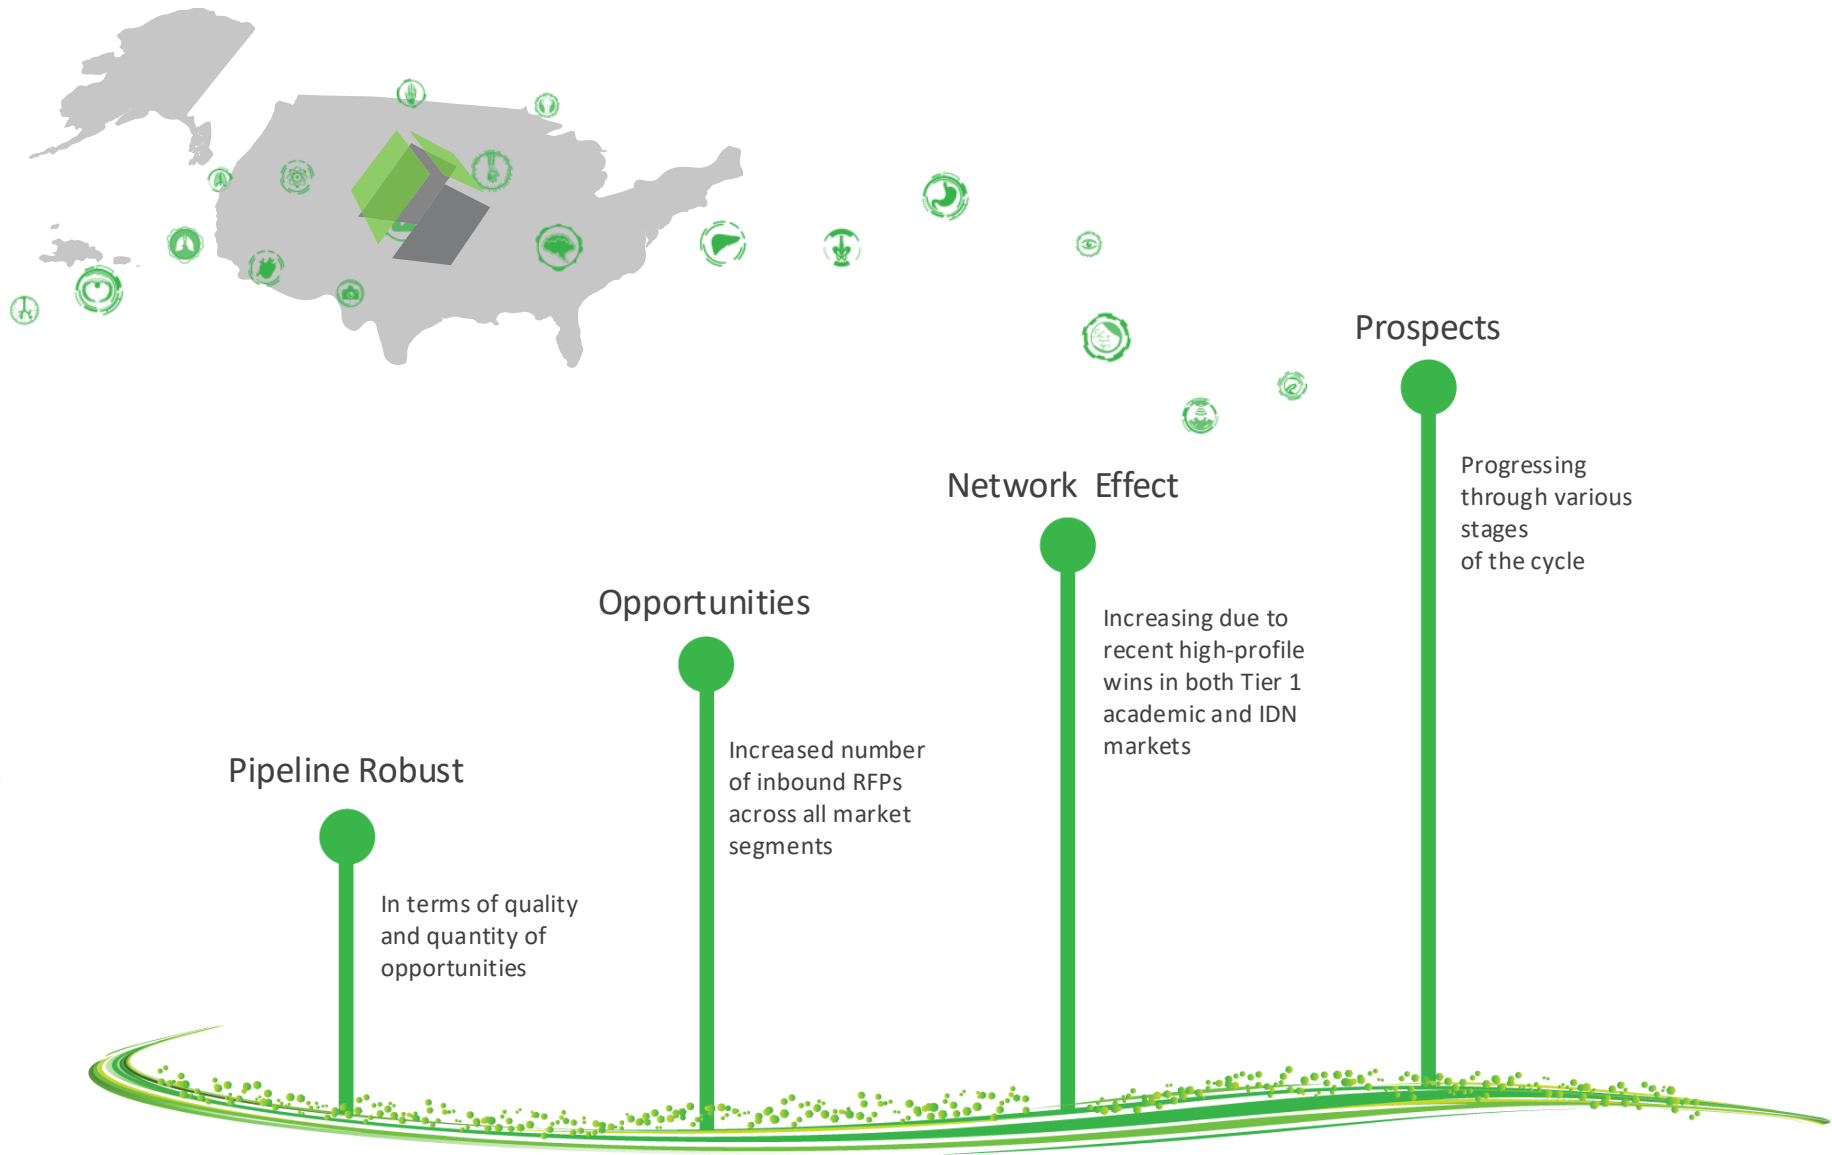 Prospects
Progressing
through various
stages
of the cycle
Network Effect
Increasing due to
recent high-profile
wins in both Tier 1
academic and IDN
markets
Opportunities
Increased number
of inbound RFPs
across all market
segments
Pipeline Robust
In terms of quality
and quantity of
opportunities